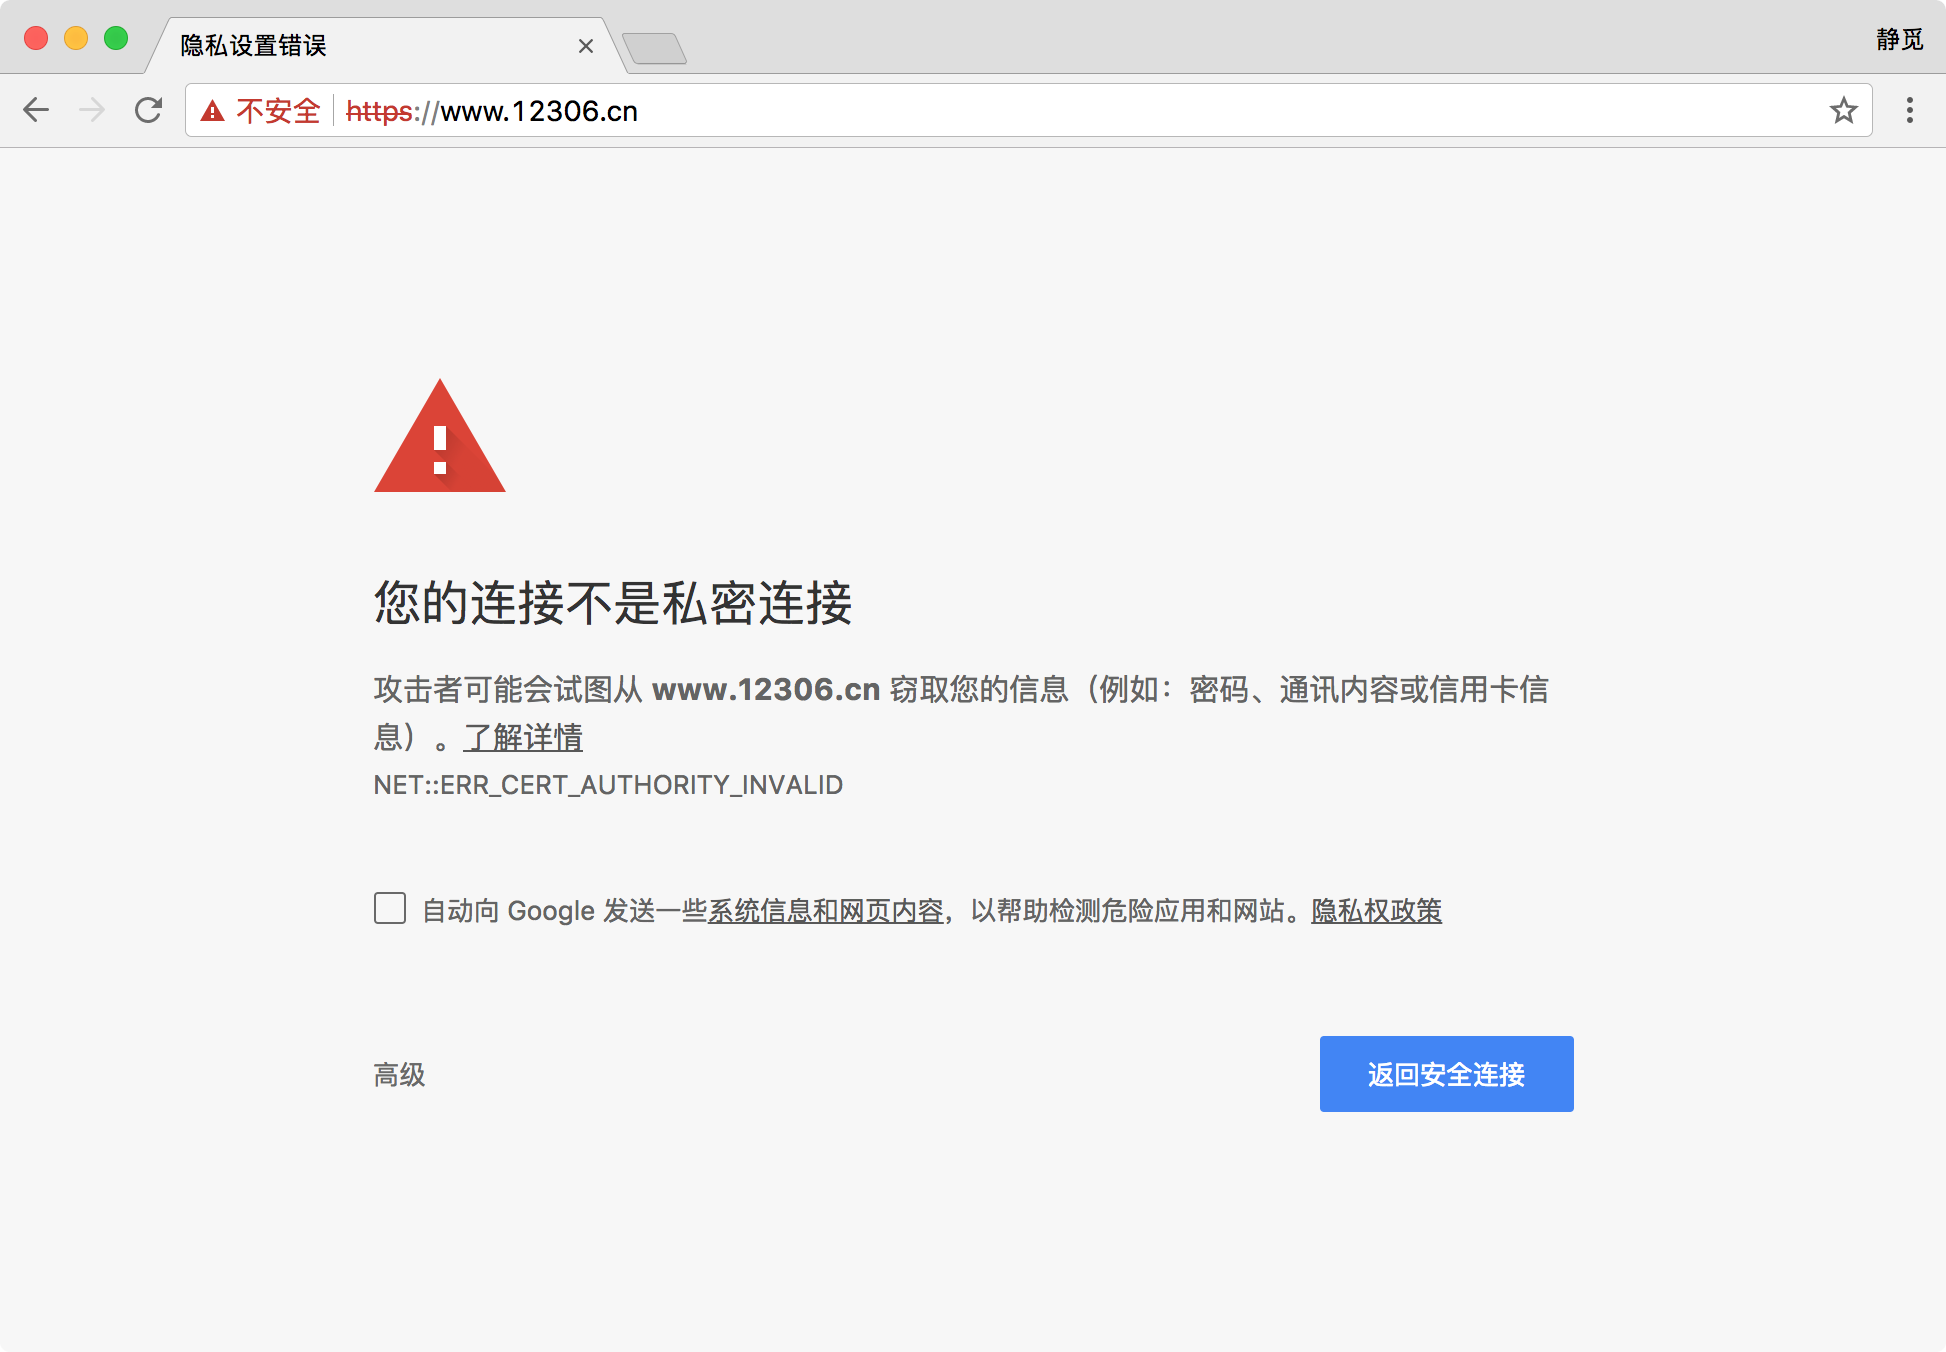 隐私设置错误
静觅
不安全 https://www.12306.cn
您的连接不是私密连接
攻击者可能会试图从 www.12306.cn 窃取您的信息（例如：密码、通讯内容或信用卡信
息）。了解详情
NET::ERR_CERT_AUTHORITY_INVALID
自动向 Google 发送一些系统信息和网页内容，以帮助检测危险应用和网站。隐私权政策
高级
返回安全连接